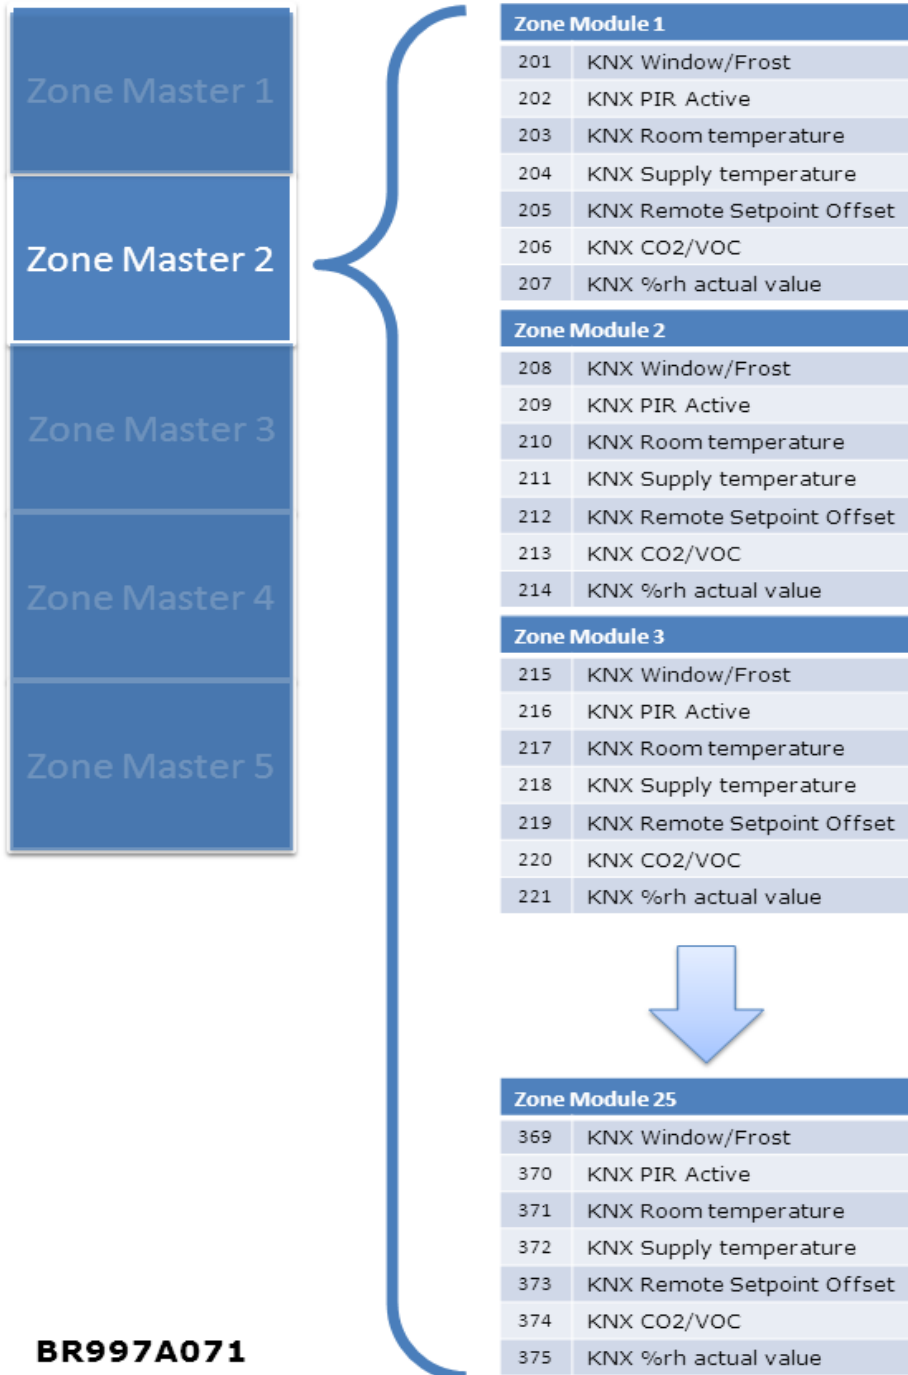 Zone Master 1
Zone Master 2
Zone Master 3
Zone Master 4
Zone Master 5
BR997A071
Zone Module 1
201 KNX Window/Frost
202 KNX PIR Active
203 KNX Room temperature
204 KNX Supply temperature
205 KNX Remote Setpoint Offset
206 KNX CO2/VOC
207 KNX %rh actual value
Zone Module 2
208 KNX Window/Frost
209 KNX PIR Active
210 KNX Room temperature
211 KNX Supply temperature
212 KNX Remote Setpoint Offset
213 KNX CO2/VOC
214 KNX %rh actual value
Zone Module 3
215 KNX Window/Frost
216 KNX PIR Active
217 KNX Room temperature
218 KNX Supply temperature
219 KNX Remote Setpoint Offset
220 KNX CO2/VOC
221 KNX %rh actual value
Zone Module 25
369 KNX Window/Frost
370 KNX PIR Active
371 KNX Room temperature
372 KNX Supply temperature
373 KNX Remote Setpoint Offset
374 KNX CO2/VOC
375 KNX %rh actual value